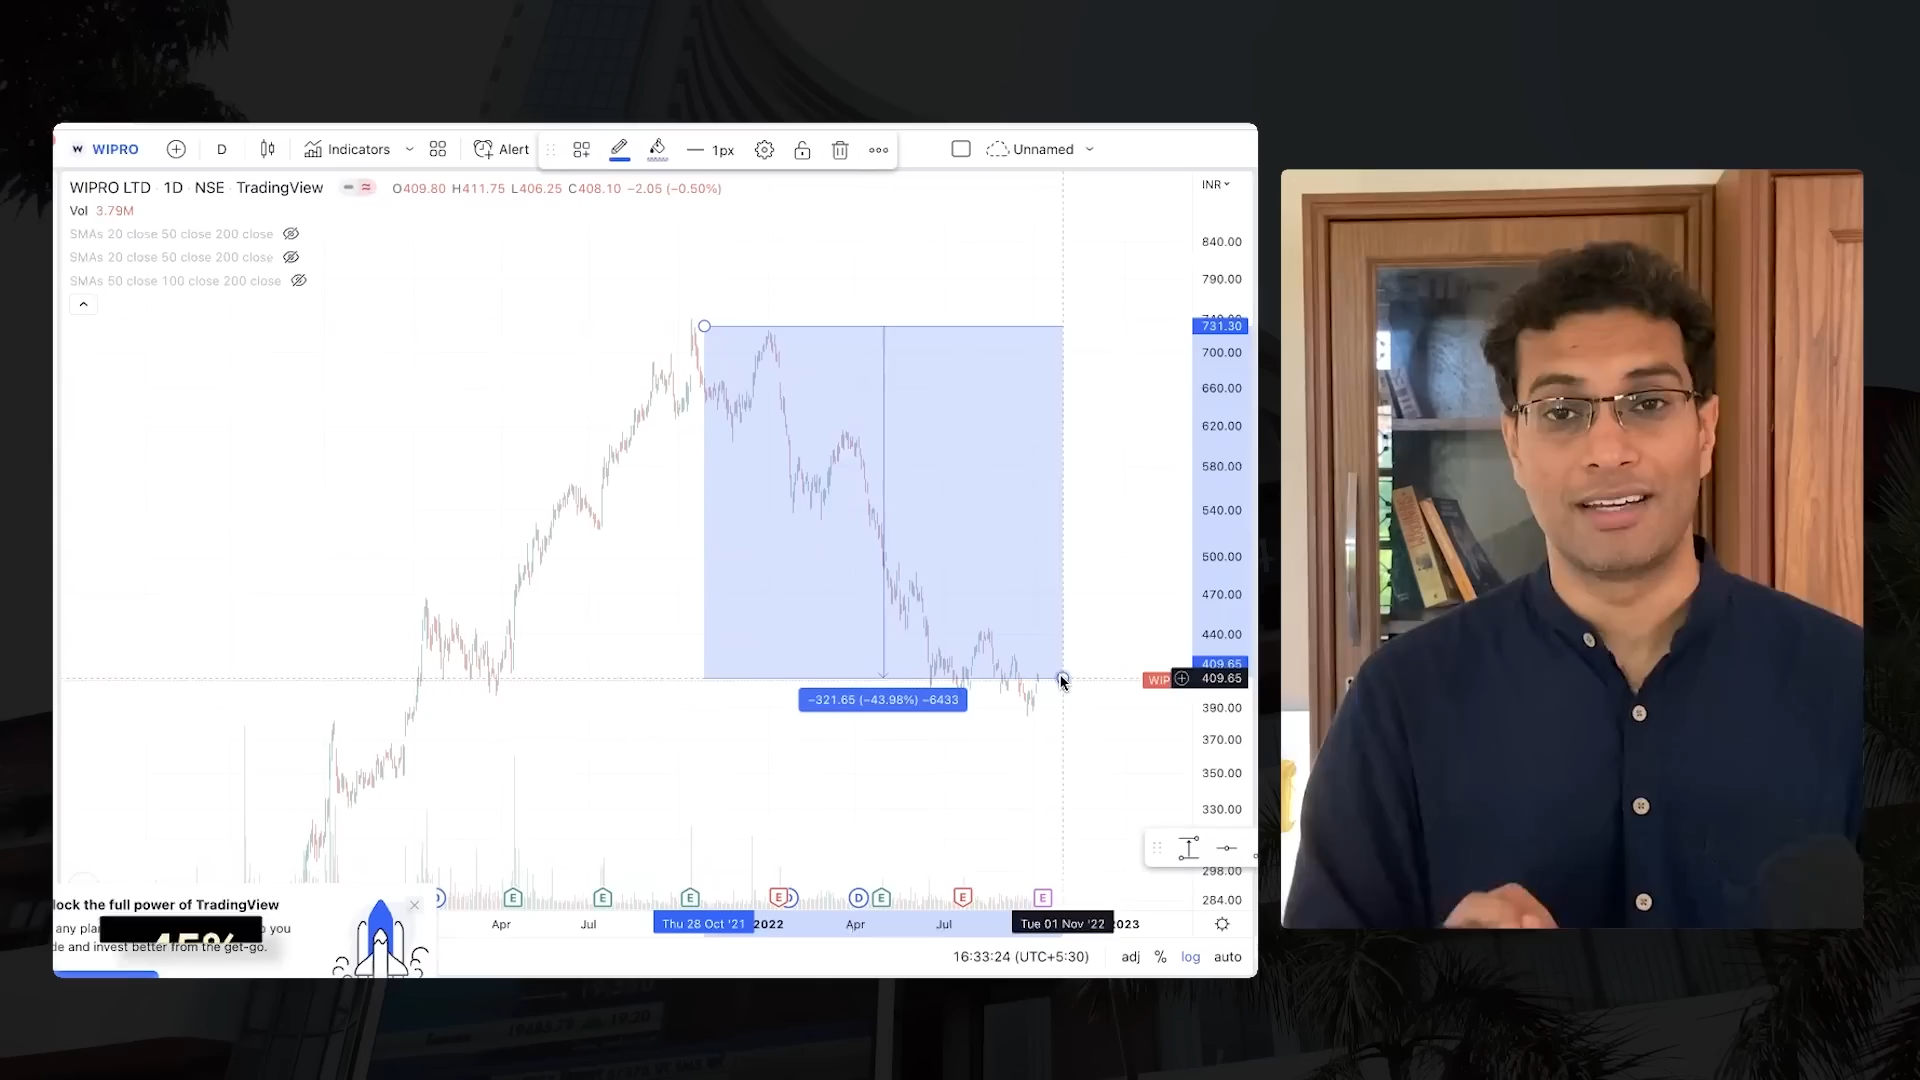 W WIPRO D Indicators Alert 1px Unnamed
WIPRO LTD · 1D · NSE · TradingView O409.80 H411.75 L406.25 C408.10 −2.05 (−0.50%)
INR
Vol 3.79M
SMAs 20 close 50 close 200 close
SMAs 20 close 50 close 200 close
SMAs 50 close 100 close 200 close
840.00
790.00
740.00
731.30
700.00
660.00
620.00
580.00
540.00
500.00
470.00
440.00
409.65
WIP 409.65
−321.65 (−43.98%) −6433
390.00
370.00
350.00
330.00
298.00
284.00
D E E E E D D E E E
Apr Jul Thu 28 Oct '21 2022 Apr Jul Tue 01 Nov '22 2023
lock the full power of TradingView
any plan you
de and invest better from the get-go.
16:33:24 (UTC+5:30) adj % log auto